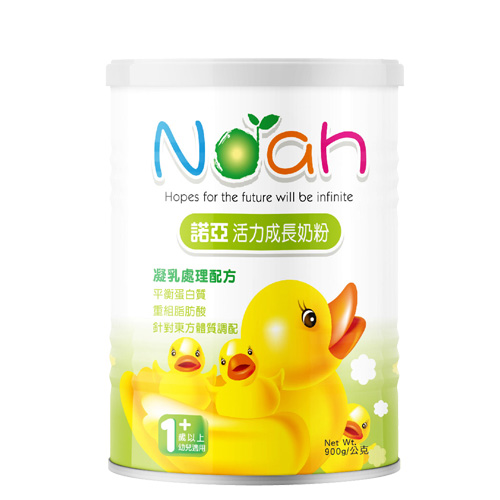 Noah
Hopes for the future will be infinite
諾亞 活力成長奶粉
凝乳處理配方
平衡蛋白質
重組脂肪酸
針對東方體質調配
1+
歲以上
幼兒適用
Net Wt.
900g/公克